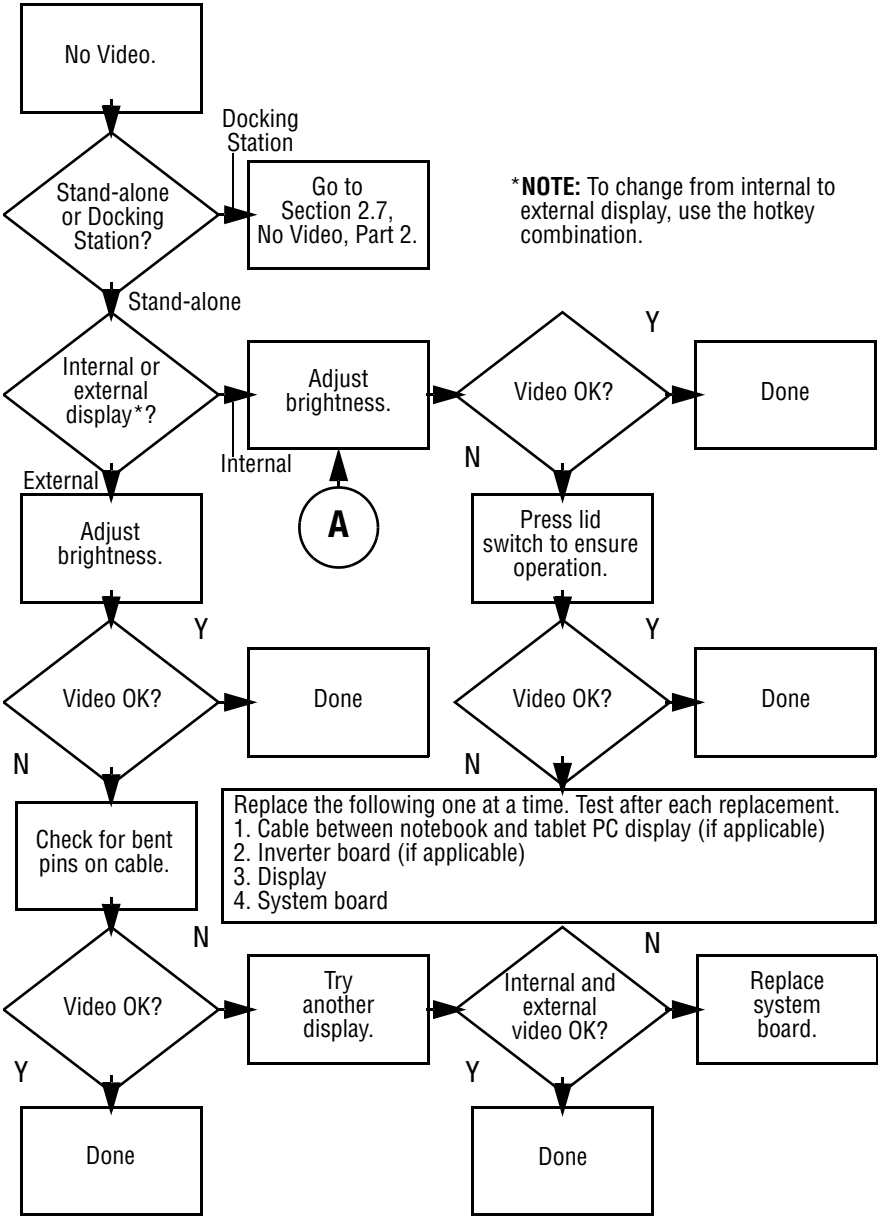 No Video.
Docking
Station
Stand-alone
or Docking
Station?
Go to
Section 2.7,
No Video, Part 2.
*NOTE: To change from internal to
external display, use the hotkey
combination.
Stand-alone
Internal or
external
display*?
Adjust
brightness.
Video OK?
Y
Done
Internal
N
External
A
Adjust
brightness.
Press lid
switch to ensure
operation.
Y
Video OK?
Done
Y
Video OK?
Done
N
N
Check for bent
pins on cable.
Replace the following one at a time. Test after each replacement.
1. Cable between notebook and tablet PC display (if applicable)
2. Inverter board (if applicable)
3. Display
4. System board
N
Video OK?
Try
another
display.
Internal and
external
video OK?
N
Replace
system
board.
Y
Y
Done
Done